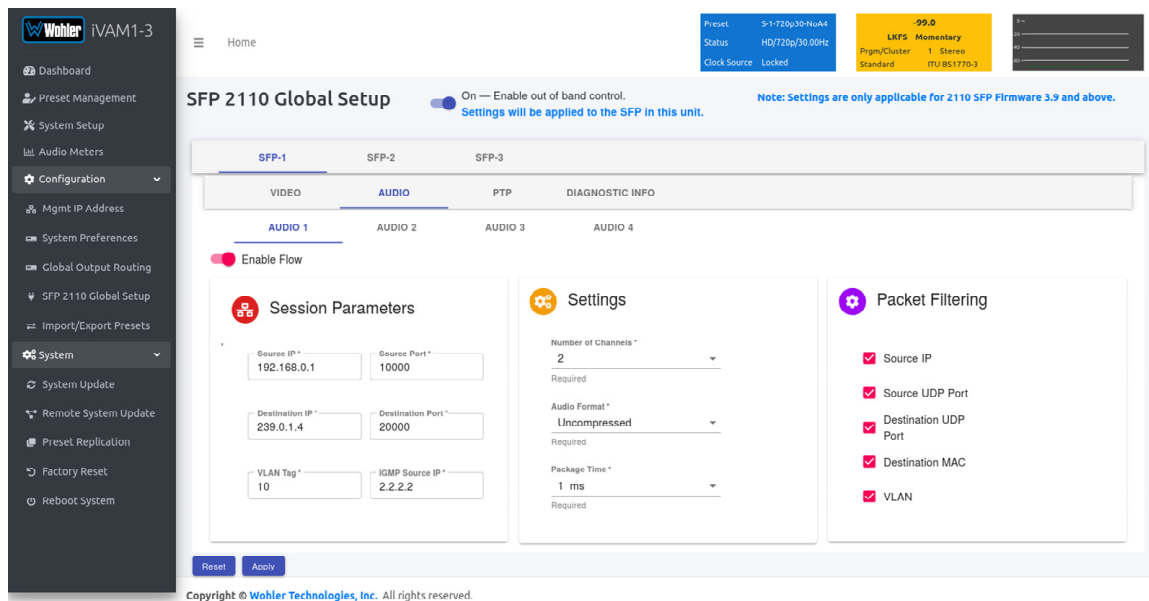 Wohler iVAM1-3
Dashboard
Preset Management
System Setup
Audio Meters
Configuration
Mgmt IP Address
System Preferences
Global Output Routing
SFP 2110 Global Setup
Import/Export Presets
System
System Update
Remote System Update
Preset Replication
Factory Reset
Reboot System
Home
Preset S-1-720p30-NoA4
Status HD/720p/30.00Hz
Clock Source Locked
-99.0
LKFS Momentary
Prgm/Cluster 1 Stereo
Standard ITU BS1770-3
0
-20
-40
-60
SFP 2110 Global Setup
On — Enable out of band control.
Settings will be applied to the SFP in this unit.
Note: Settings are only applicable for 2110 SFP Firmware 3.9 and above.
SFP-1 SFP-2 SFP-3
VIDEO AUDIO PTP DIAGNOSTIC INFO
AUDIO 1 AUDIO 2 AUDIO 3 AUDIO 4
Enable Flow
Session Parameters
Source IP * Source Port *
192.168.0.1 10000
Destination IP * Destination Port *
239.0.1.4 20000
VLAN Tag * IGMP Source IP *
10 2.2.2.2
Settings
Number of Channels *
2
Required
Audio Format *
Uncompressed
Required
Package Time *
1 ms
Required
Packet Filtering
Source IP
Source UDP Port
Destination UDP
Port
Destination MAC
VLAN
Reset Apply
Copyright © Wohler Technologies, Inc. All rights reserved.